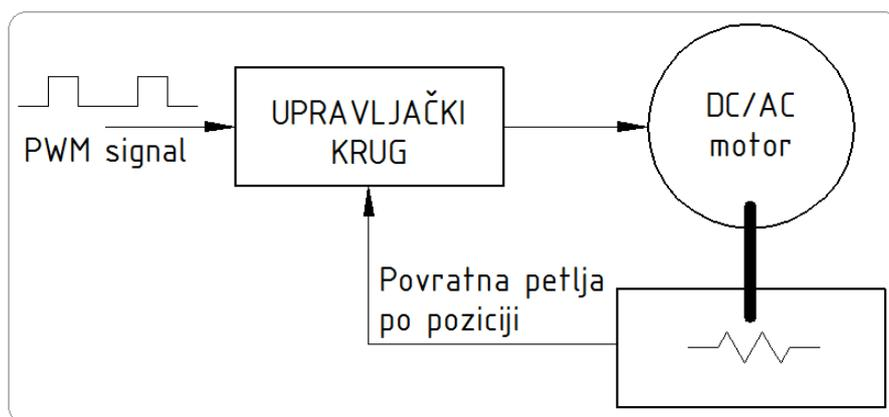 PWM signal
UPRAVLJAČKI
KRUG
DC/AC
motor
Povratna petlja
po poziciji